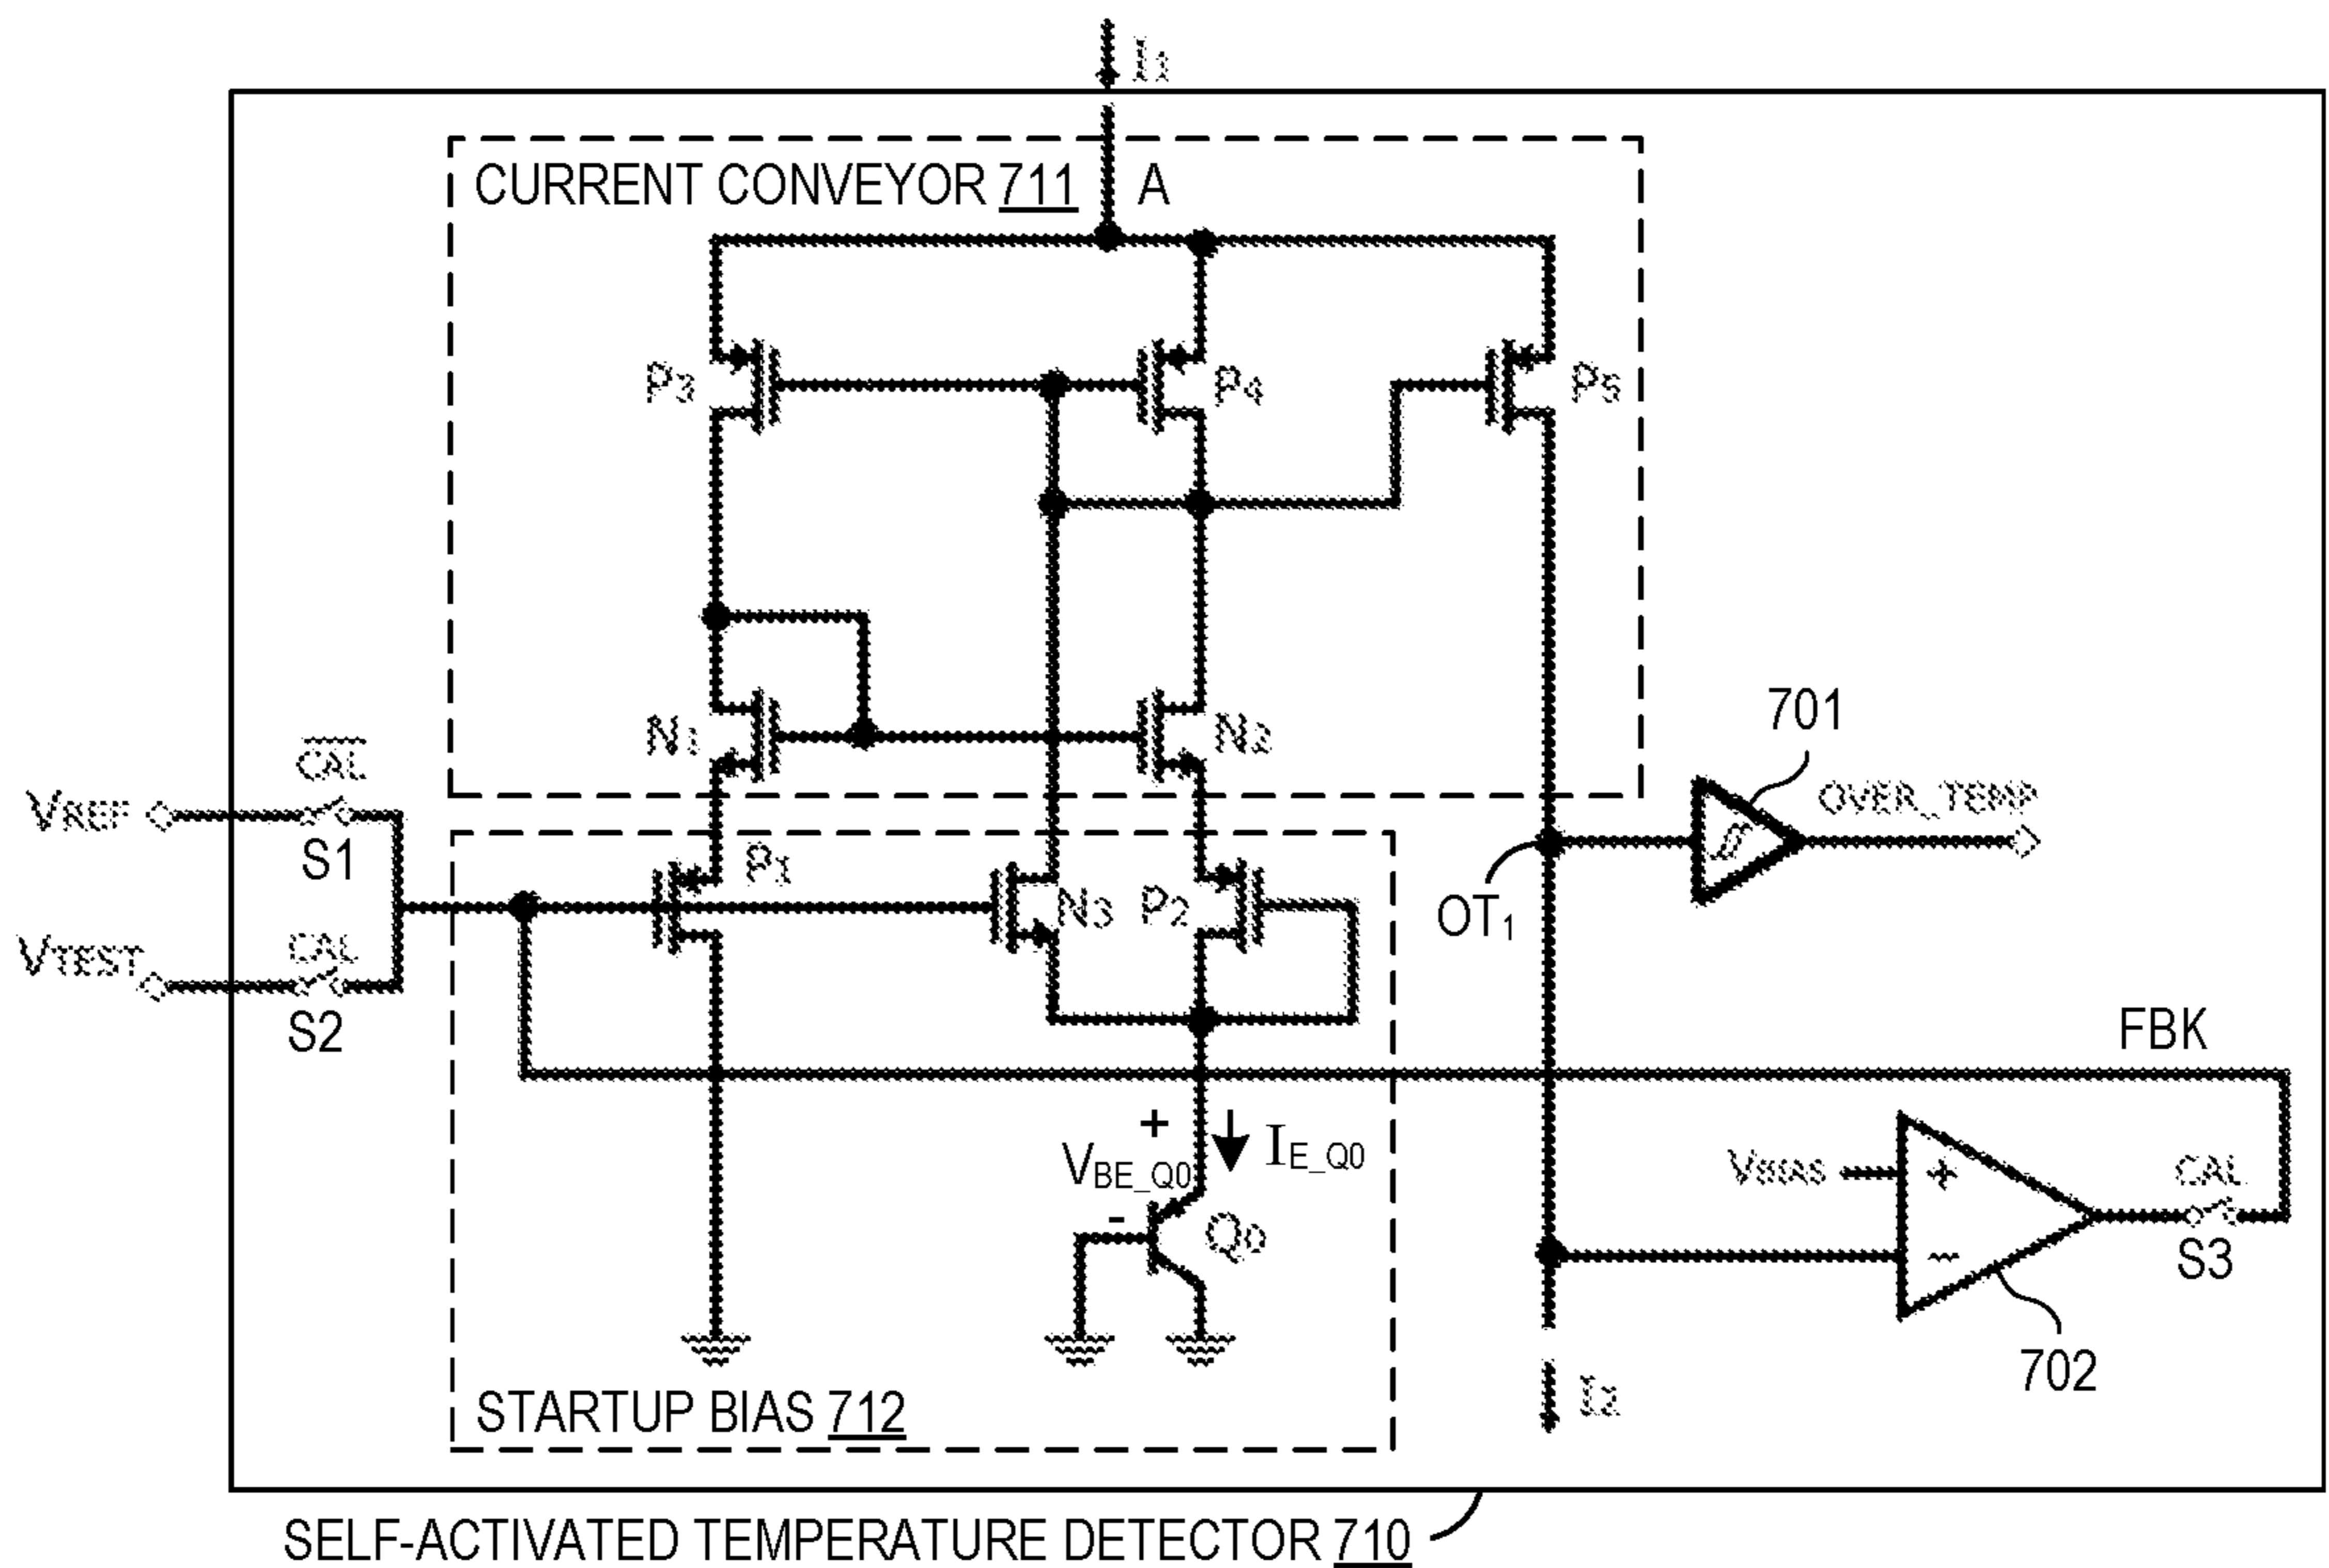 I1
CURRENT CONVEYOR 711
A
P3
P4
P5
N1
N2
701
CAL
VREF
S1
OVER_TEMP
P1
N3
P2
OT1
VTEST
CAL
S2
FBK
+
VBE_Q0
IE_Q0
-
Q0
VBIAS
+
-
CAL
S3
702
I2
STARTUP BIAS 712
SELF-ACTIVATED TEMPERATURE DETECTOR 710